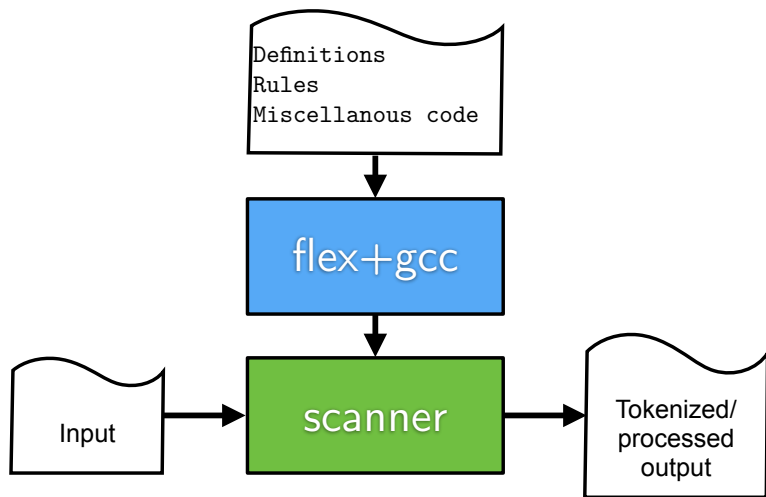 Definitions
Rules
Miscellanous code
flex+gcc
scanner
Input
Tokenized/
processed
output